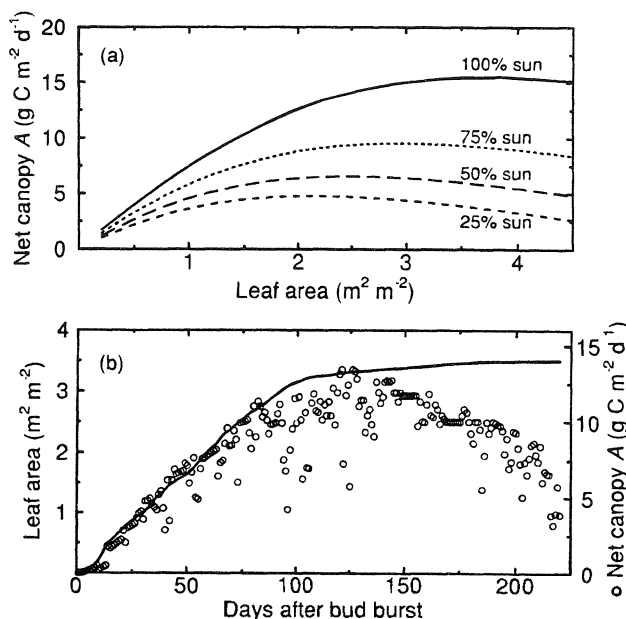 20
15
10
5
0
(a)
100% sun
75% sun
50% sun
25% sun
Net canopy A (g C m⁻² d⁻¹)
1 2 3 4
Leaf area (m² m⁻²)
4
3
2
1
(b)
Leaf area (m² m⁻²)
15
10
5
0
○ Net canopy A (g C m⁻² d⁻¹)
0 50 100 150 200
Days after bud burst